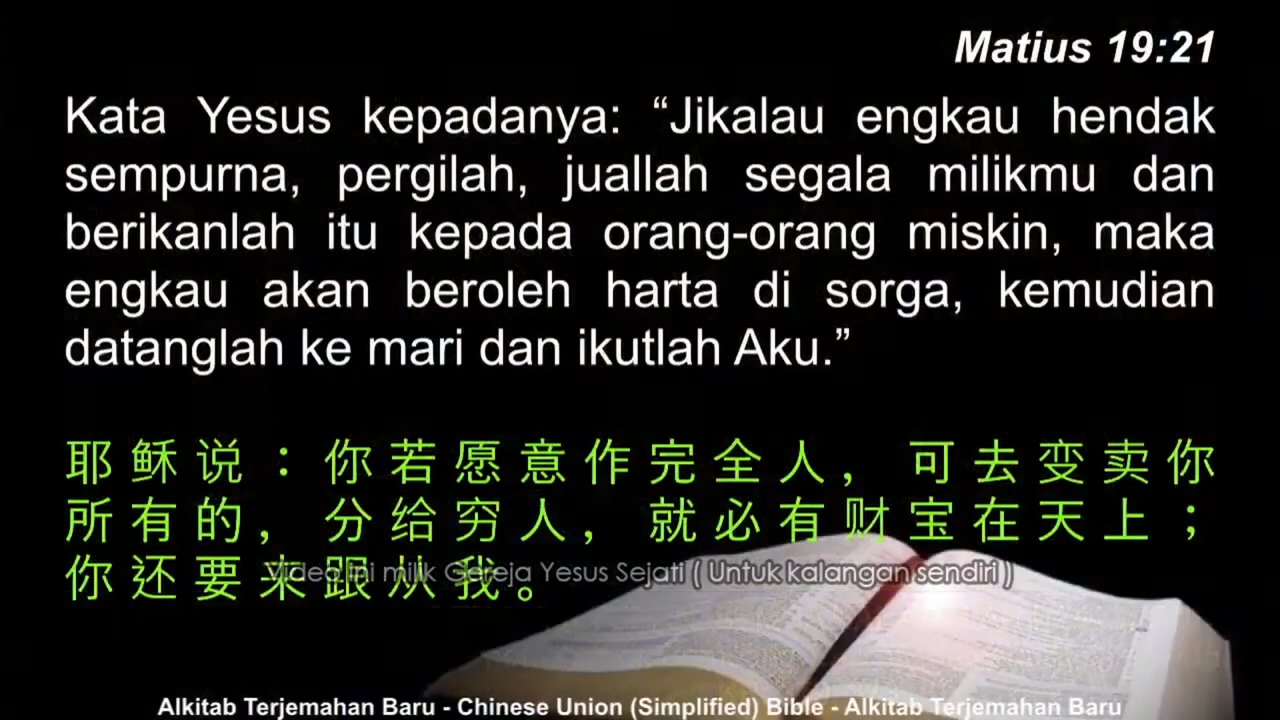 Matius 19:21
Kata Yesus kepadanya: “Jikalau engkau hendak
sempurna, pergilah, juallah segala milikmu dan
berikanlah itu kepada orang-orang miskin, maka
engkau akan beroleh harta di sorga, kemudian
datanglah ke mari dan ikutlah Aku.”
耶稣说：你若愿意作完全人，可去变卖你
所有的，分给穷人，就必有财宝在天上；
你还要来跟从我。
Video ini milik Gereja Yesus Sejati ( Untuk kalangan sendiri )
Alkitab Terjemahan Baru - Chinese Union (Simplified) Bible - Alkitab Terjemahan Baru